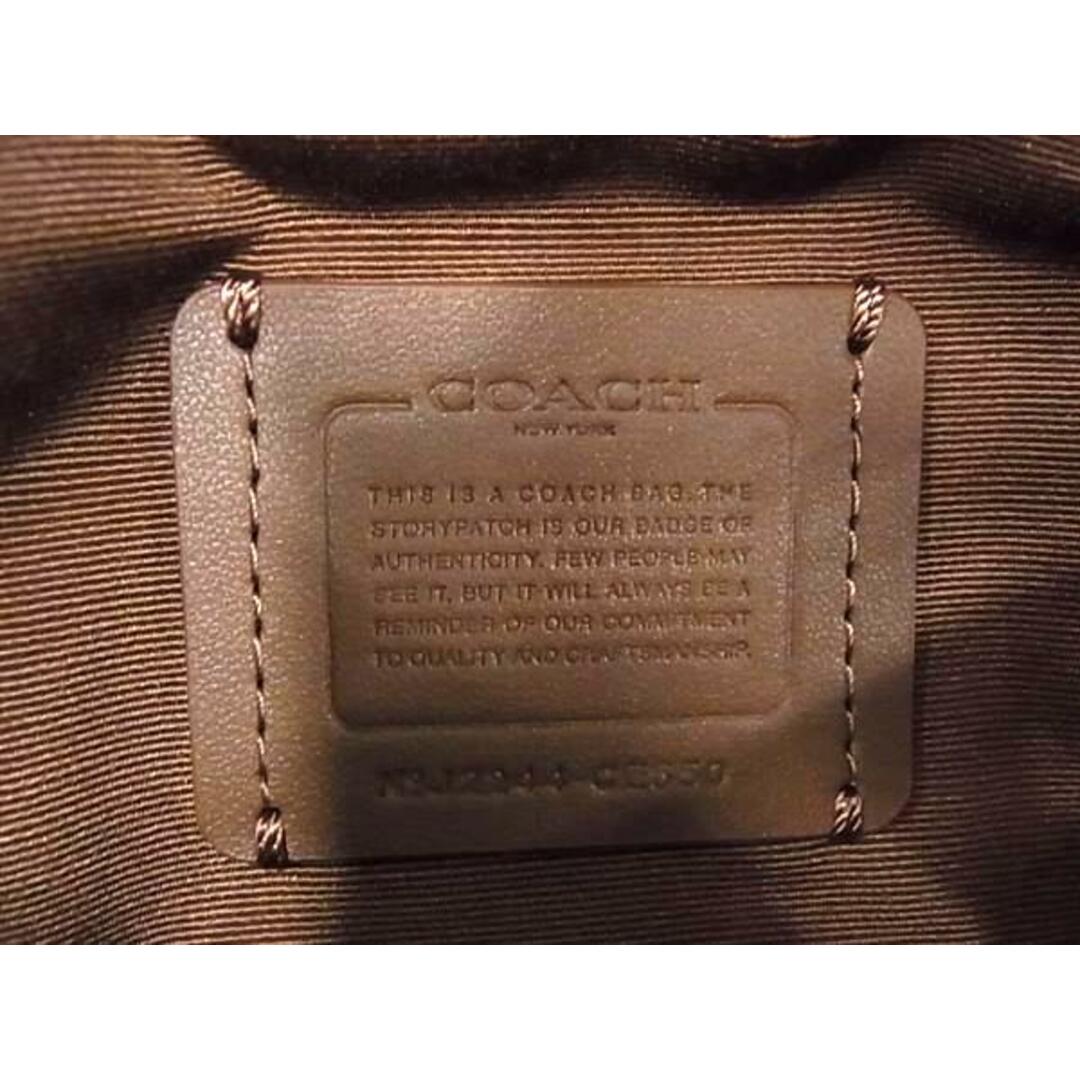 COACH
NEW YORK
THIS IS A COACH BAG. THE
STORYPATCH IS OUR BADGE OF
AUTHENTICITY. FEW PEOPLE MAY
SEE IT, BUT IT WILL ALWAYS BE A
REMINDER OF OUR COMMITMENT
TO QUALITY AND CRAFTSMANSHIP.